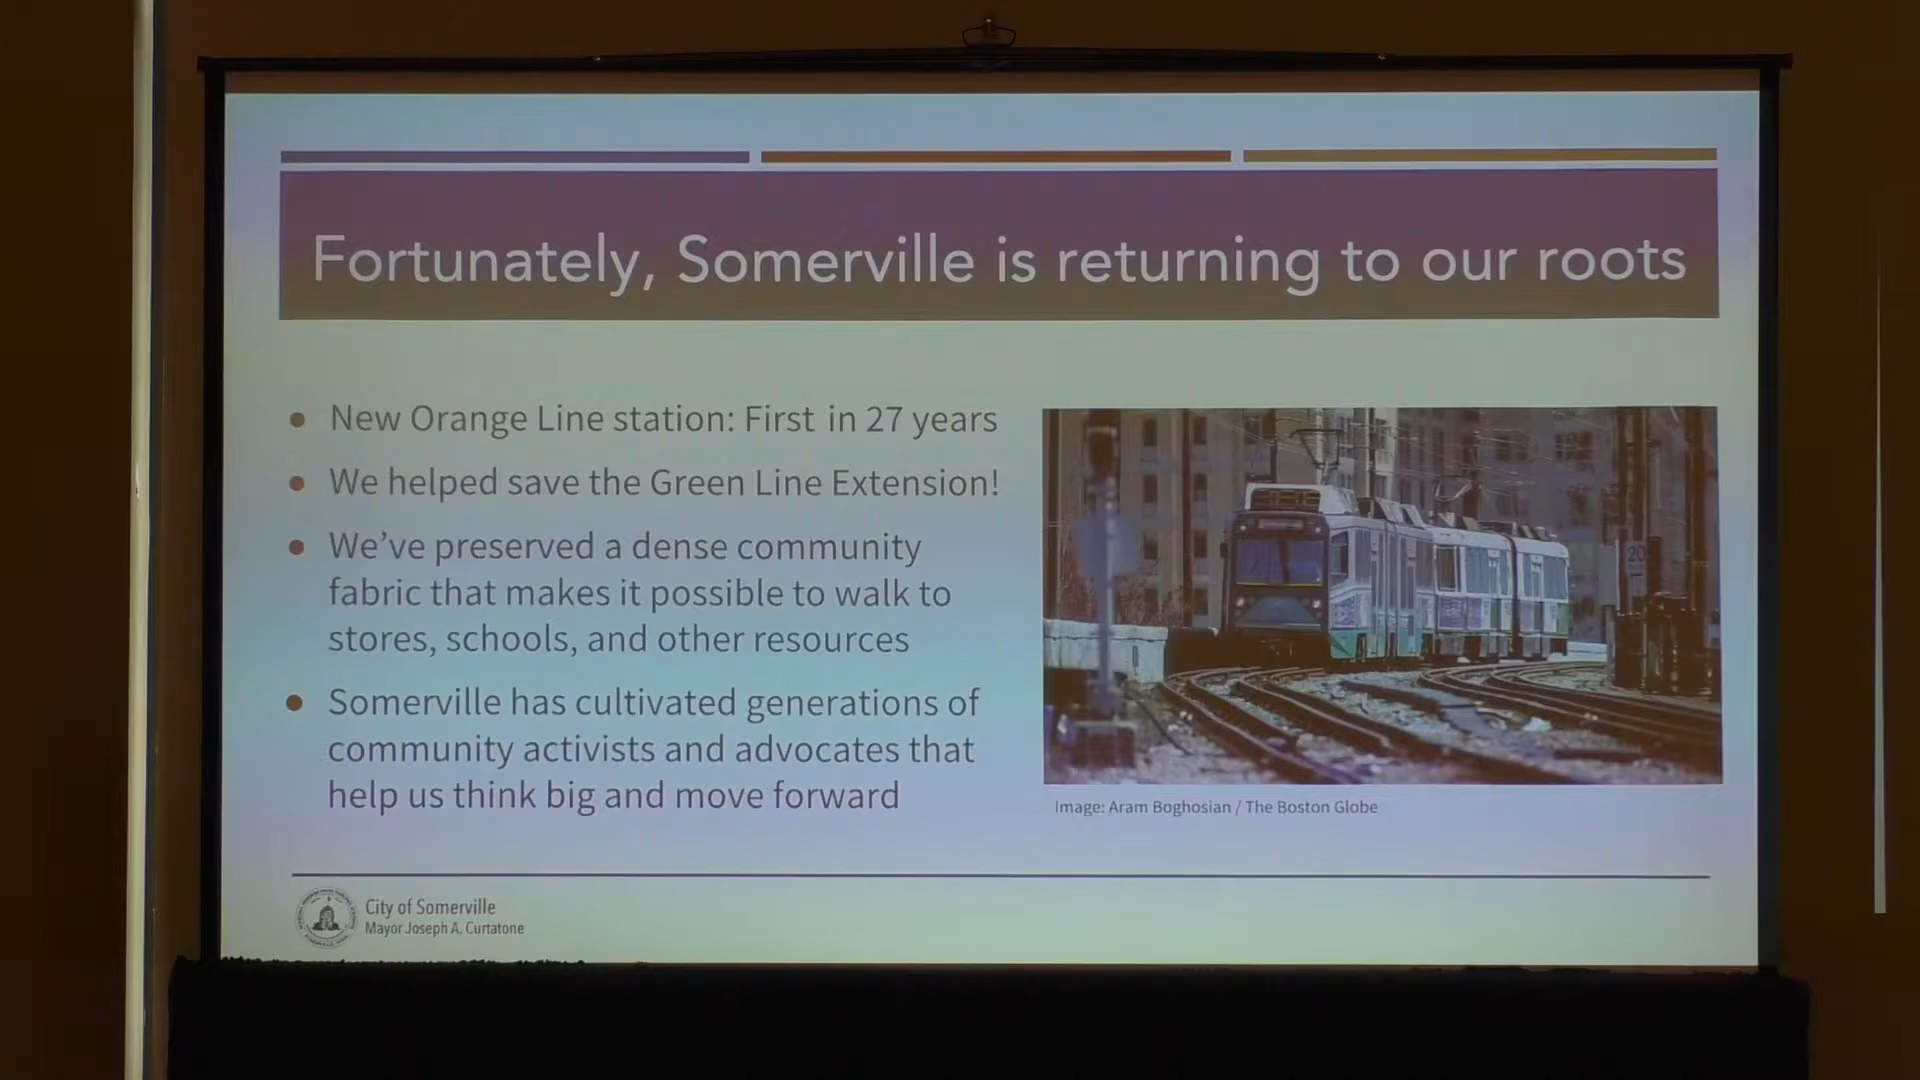 Fortunately, Somerville is returning to our roots
New Orange Line station: First in 27 years
We helped save the Green Line Extension!
We've preserved a dense community
fabric that makes it possible to walk to
stores, schools, and other resources
Somerville has cultivated generations of
community activists and advocates that
help us think big and move forward
20
Image: Aram Boghosian / The Boston Globe
City of Somerville
Mayor Joseph A. Curtatone